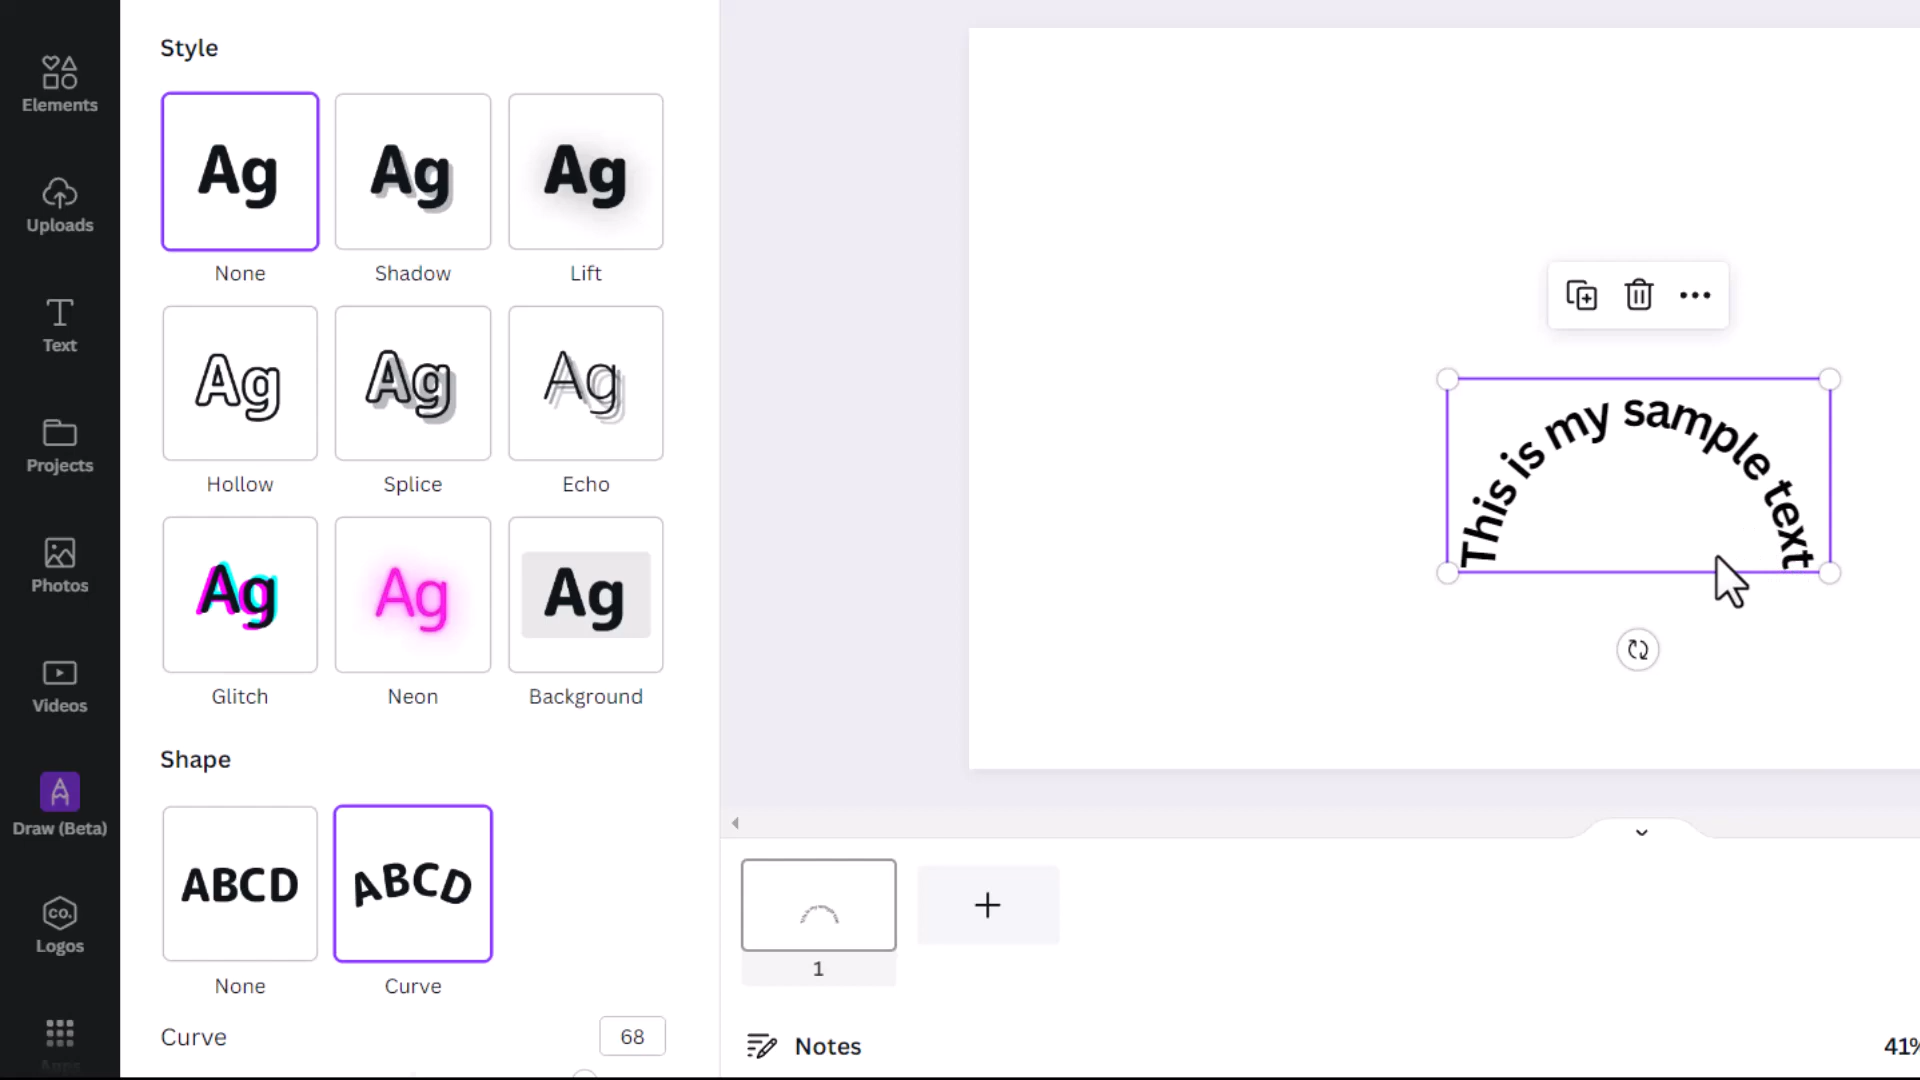 Elements
Uploads
Text
Projects
Photos
Videos
Draw (Beta)
CO.
Logos
Apps
Style
Ag Ag Ag
None Shadow Lift
Ag Ag Ag
Hollow Splice Echo
Ag Ag Ag
Glitch Neon Background
Shape
ABCD ABCD
None Curve
Curve 68
This is my sample text
1
Notes
41%